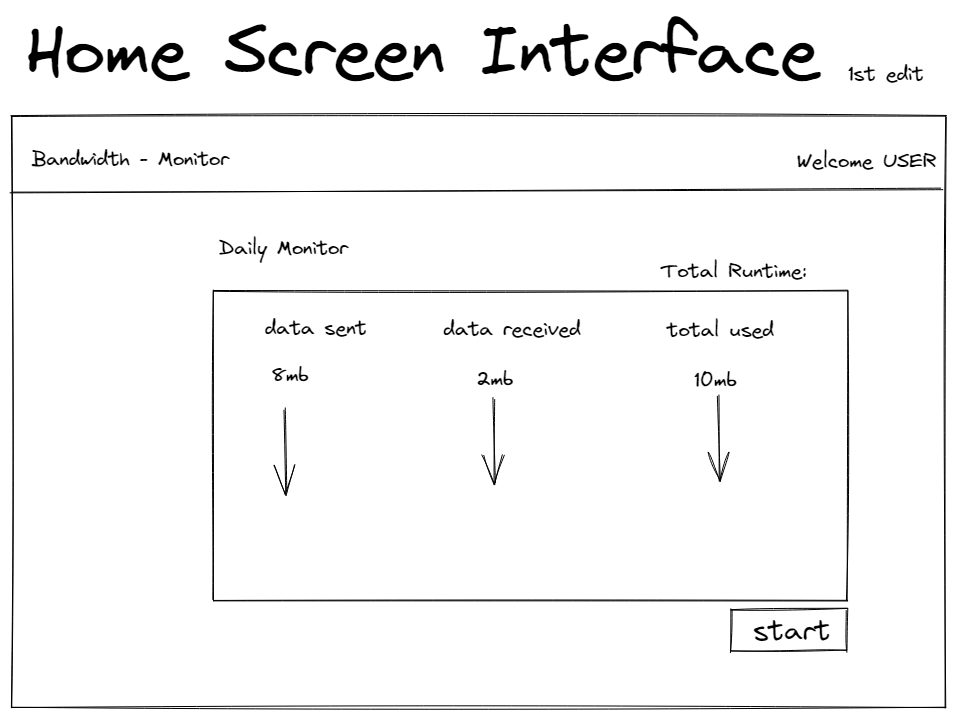 Home Screen Interface 1st edit
Bandwidth - Monitor Welcome USER
Daily Monitor
Total Runtime:
data sent data received total used
8mb 2mb 10mb
start